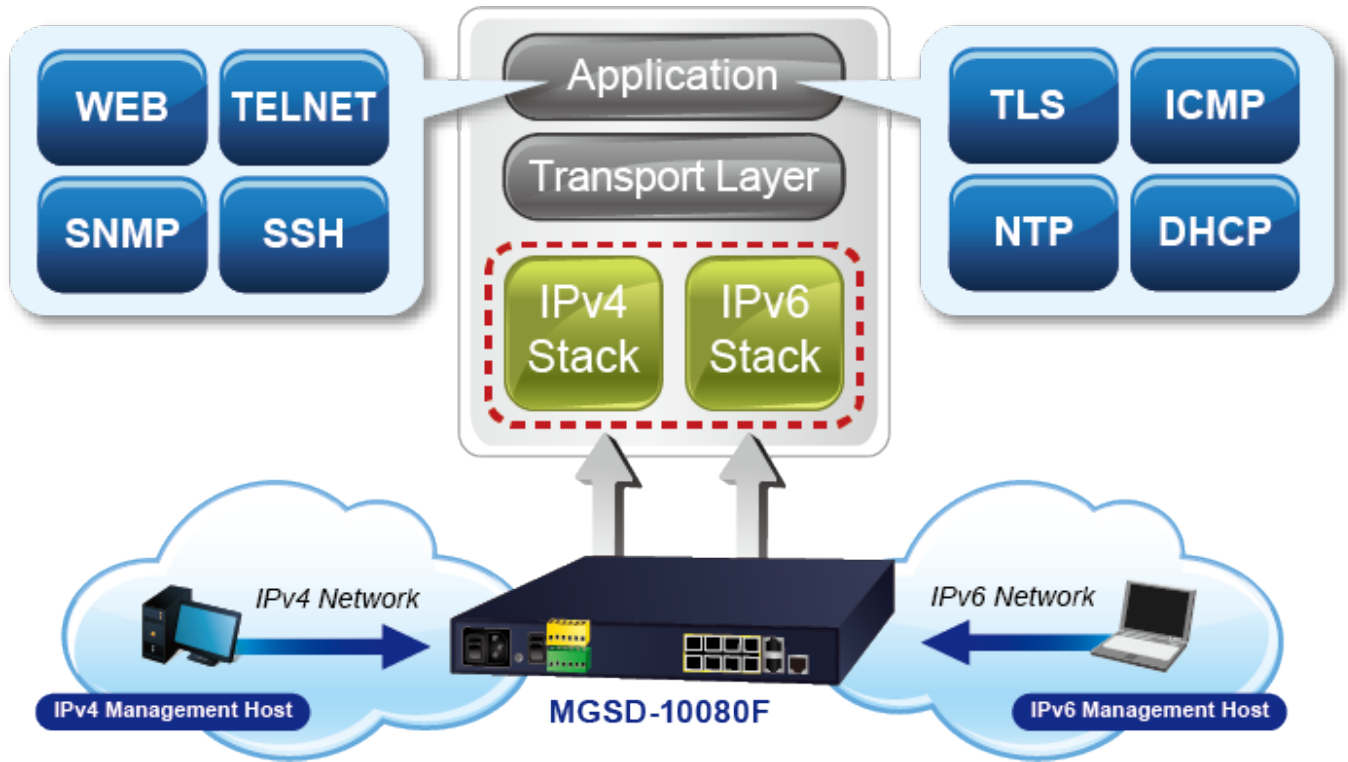 WEB
TELNET
SNMP
SSH
Application
Transport Layer
IPv4
Stack
IPv6
Stack
TLS
ICMP
NTP
DHCP
IPv4 Network
IPv4 Management Host
MGSD-10080F
IPv6 Network
IPv6 Management Host